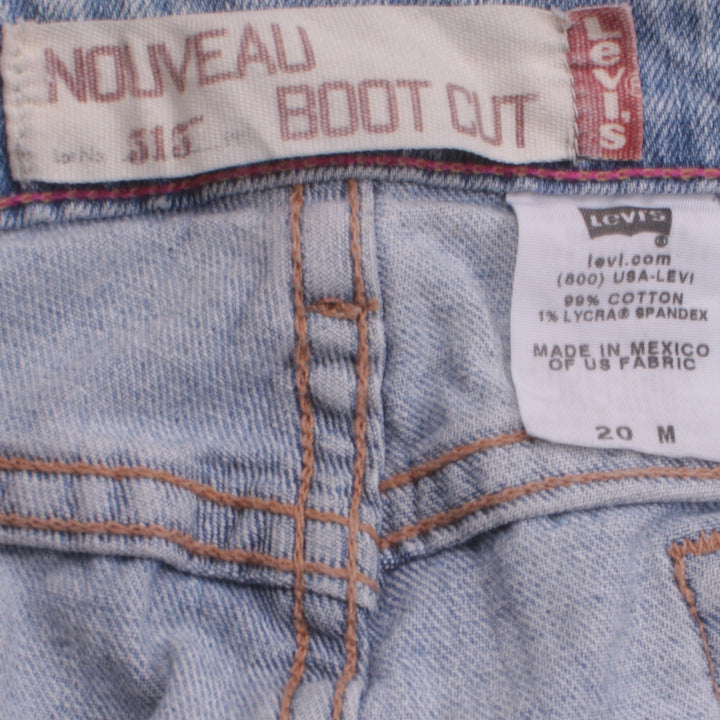 NOUVEAU
BOOT CUT
515
Levi's
Levi's
®
levi.com
(800) USA-LEVI
99% COTTON
1% LYCRA® SPANDEX
MADE IN MEXICO
OF US FABRIC
20 M